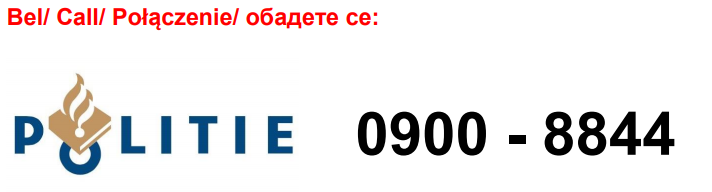 Bel/ Call/ Połączenie/ обадете се:
POLITIE 0900 - 8844